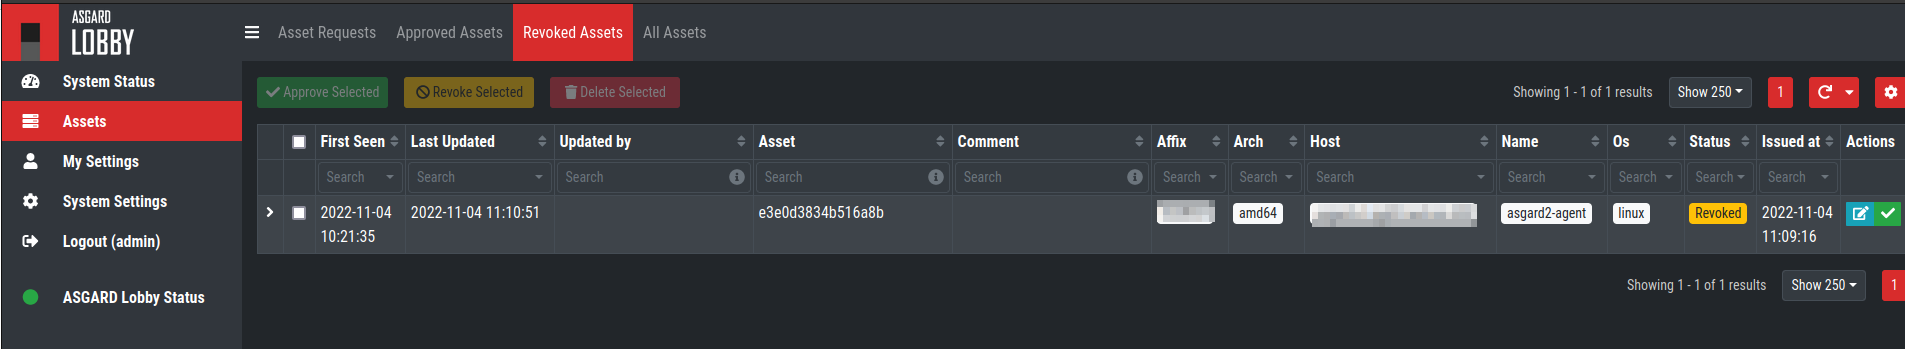 ASGARD
LOBBY
Asset Requests Approved Assets Revoked Assets All Assets
System Status
Assets
My Settings
System Settings
Logout (admin)
ASGARD Lobby Status
Approve Selected Revoke Selected Delete Selected
Showing 1 - 1 of 1 results Show 250 1
First Seen Last Updated Updated by Asset Comment Affix Arch Host Name Os Status Issued at Actions
Search Search Search Search Search Search Search Search Search Search Search Search
2022-11-04 2022-11-04 11:10:51 e3e0d3834b516a8b amd64 asgard2-agent linux Revoked 2022-11-04
10:21:35 11:09:16
Showing 1 - 1 of 1 results Show 250 1